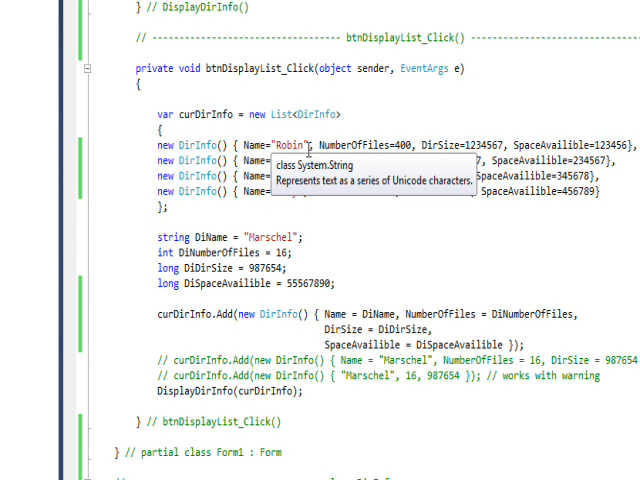 } // DisplayDirInfo()
// ---------------------------------- btnDisplayList_Click() ------------------------------
private void btnDisplayList_Click(object sender, EventArgs e)
{
var curDirInfo = new List<DirInfo>
{
new DirInfo() { Name="Robin", NumberOfFiles=400, DirSize=1234567, SpaceAvailible=123456},
new DirInfo() { Name= 7, SpaceAvailible=234567},
new DirInfo() { Name= SpaceAvailible=345678},
new DirInfo() { SpaceAvailible=456789}
class System.String
Represents text as a series of Unicode characters.
};
string DiName = "Marschel";
int DiNumberOfFiles = 16;
long DiDirSize = 987654;
long DiSpaceAvailible = 55567890;
curDirInfo.Add(new DirInfo() { Name = DiName, NumberOfFiles = DiNumberOfFiles,
DirSize = DiDirSize,
SpaceAvailible = DiSpaceAvailible });
// curDirInfo.Add(new DirInfo() { Name = "Marschel", NumberOfFiles = 16, DirSize = 987654
// curDirInfo.Add(new DirInfo() { "Marschel", 16, 987654 }); // works with warning
DisplayDirInfo(curDirInfo);
} // btnDisplayList_Click()
} // partial class Form1 : Form